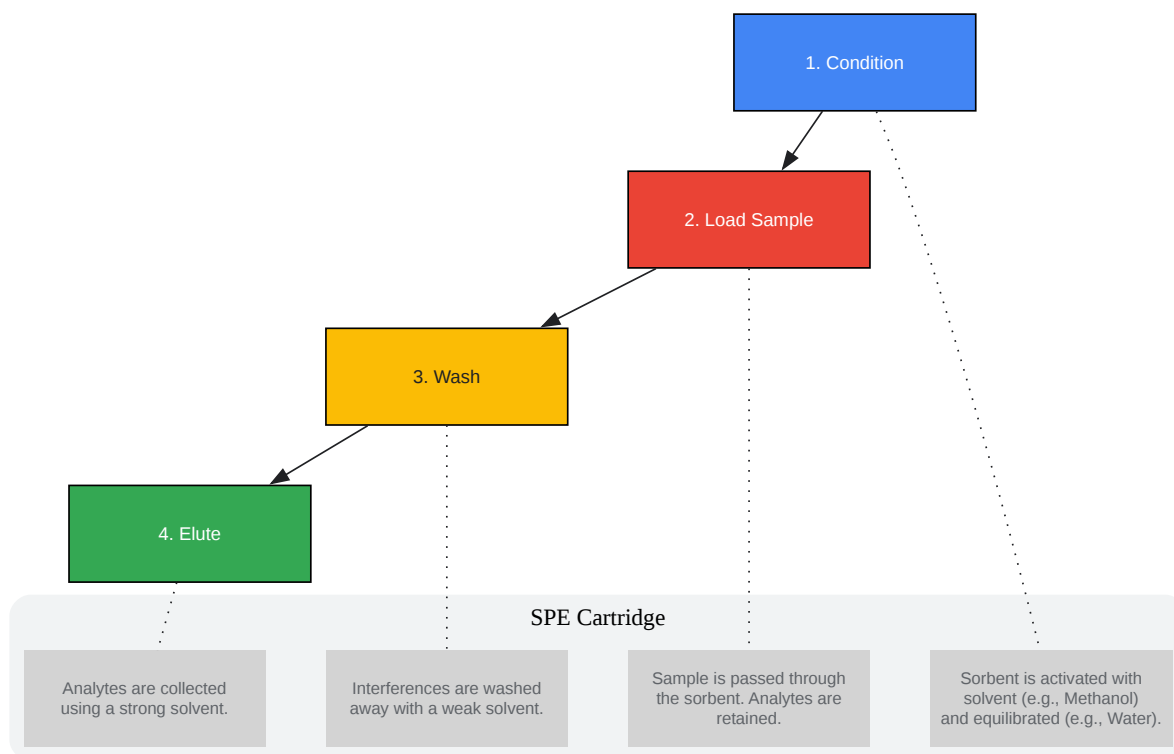 1. Condition
2. Load Sample
3. Wash
4. Elute
SPE Cartridge
Analytes are collected
using a strong solvent.
Interferences are washed
away with a weak solvent.
Sample is passed through
the sorbent. Analytes are
retained.
Sorbent is activated with
solvent (e.g., Methanol)
and equilibrated (e.g., Water).